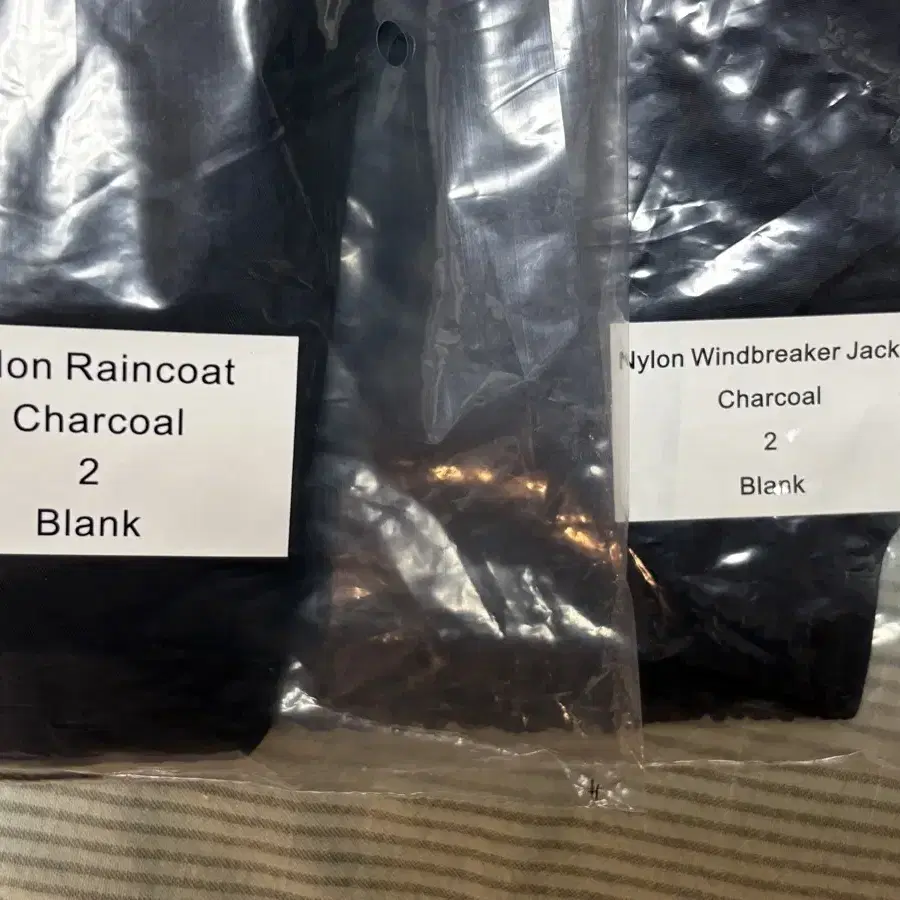 lon Raincoat
Charcoal
2
Blank
Nylon Windbreaker Jack
Charcoal
2
Blank